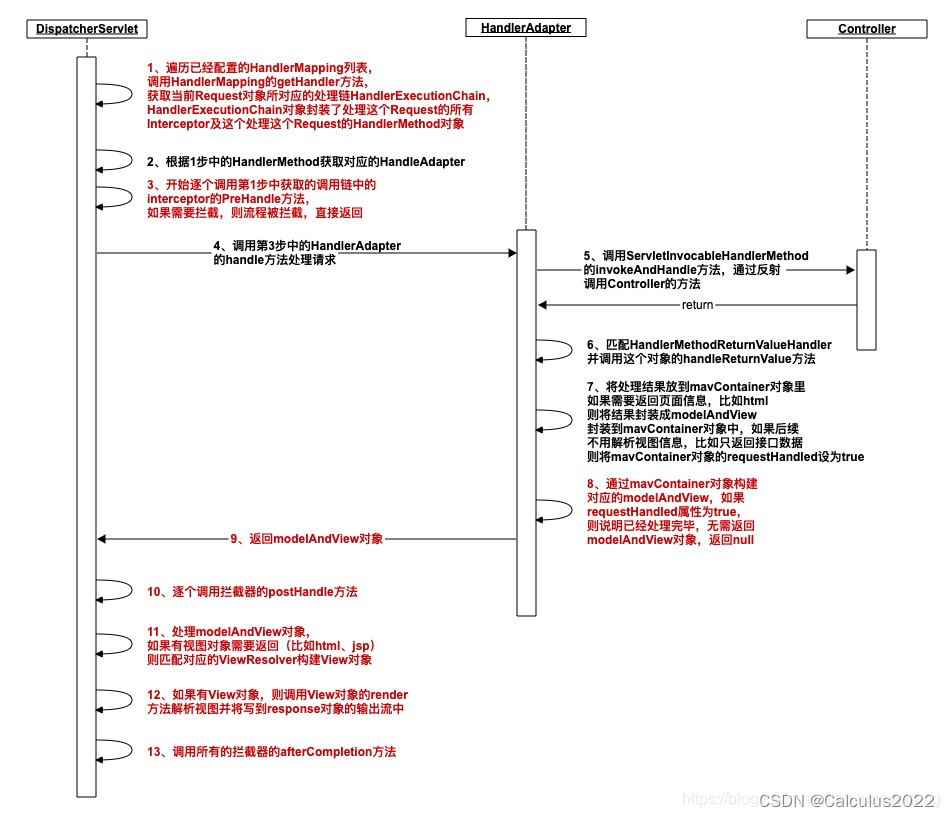 DispatcherServlet
HandlerAdapter
Controller
1、遍历已经配置的HandlerMapping列表，
调用HandlerMapping的getHandler方法，
获取当前Request对象所对应的处理链HandlerExecutionChain，
HandlerExecutionChain对象封装了处理这个Request的所有
Interceptor及这个处理这个Request的HandlerMethod对象
2、根据1步中的HandlerMethod获取对应的HandleAdapter
3、开始逐个调用第1步中获取的调用链中的
interceptor的PreHandle方法，
如果需要拦截，则流程被拦截，直接返回
4、调用第3步中的HandlerAdapter
的handle方法处理请求
5、调用ServletInvocableHandlerMethod
的invokeAndHandle方法，通过反射
调用Controller的方法
return
6、匹配HandlerMethodReturnValueHandler
并调用这个对象的handleReturnValue方法
7、将处理结果放到mavContainer对象里
如果需要返回页面信息，比如html
则将结果封装成modelAndView
封装到mavContainer对象中，如果后续
不用解析视图信息，比如只返回接口数据
则将mavContainer对象的requestHandled设为true
8、通过mavContainer对象构建
对应的modelAndView，如果
requestHandled属性为true，
则说明已经处理完毕，无需返回
modelAndView对象，返回null
9、返回modelAndView对象
10、逐个调用拦截器的postHandle方法
11、处理modelAndView对象，
如果有视图对象需要返回（比如html、jsp）
则匹配对应的ViewResolver构建View对象
12、如果有View对象，则调用View对象的render
方法解析视图并将写到response对象的输出流中
13、调用所有的拦截器的afterCompletion方法
https://blog
CSDN @Calculus2022